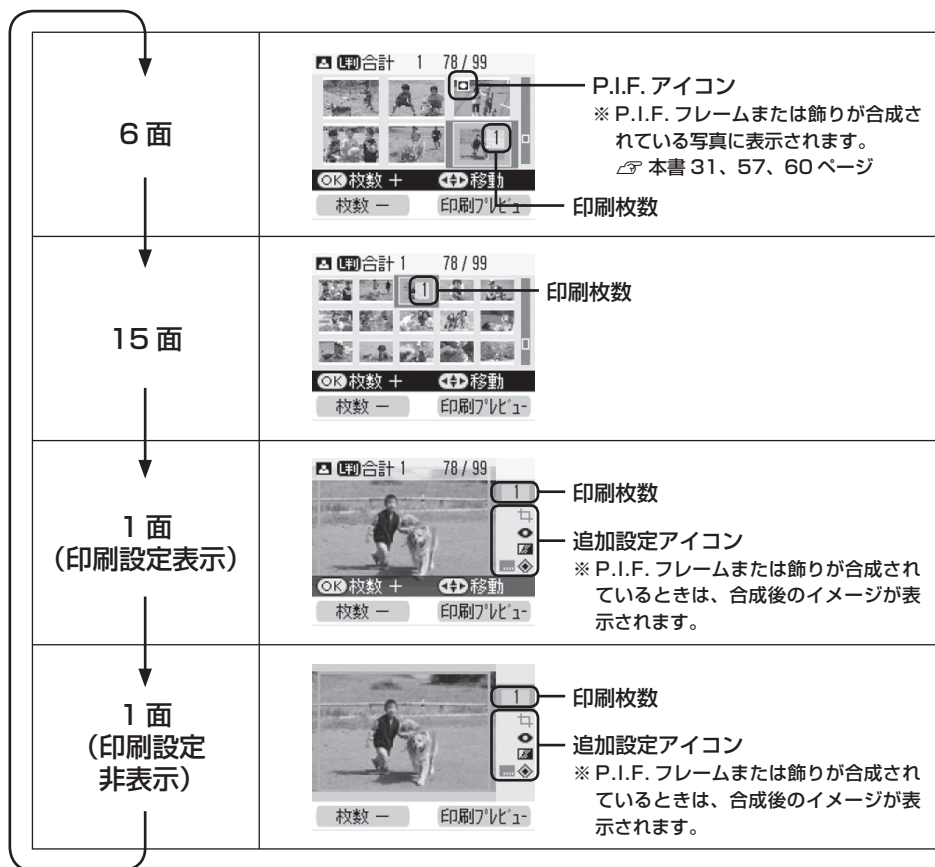 6 面
L判 合計 1 78 / 99
1
OK 枚数 + 移動
枚数 − 印刷プレビュー
P.I.F. アイコン
※ P.I.F. フレームまたは飾りが合成さ
れている写真に表示されます。
☞ 本書 31、57、60 ページ
印刷枚数
15 面
L判 合計 1 78 / 99
1
OK 枚数 + 移動
枚数 − 印刷プレビュー
印刷枚数
1 面
(印刷設定表示)
L判 合計 1 78 / 99
1
OK 枚数 + 移動
枚数 − 印刷プレビュー
印刷枚数
追加設定アイコン
※ P.I.F. フレームまたは飾りが合成され
ているときは、合成後のイメージが表
示されます。
1 面
(印刷設定
非表示)
1
枚数 − 印刷プレビュー
印刷枚数
追加設定アイコン
※ P.I.F. フレームまたは飾りが合成され
ているときは、合成後のイメージが表
示されます。